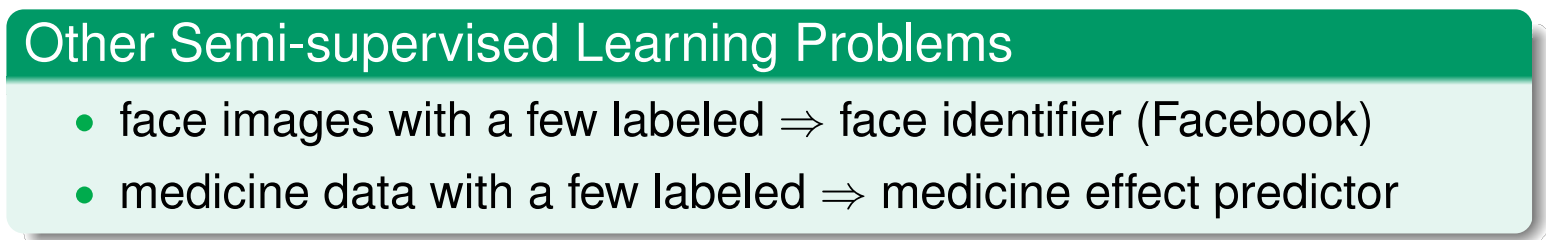 Other Semi-supervised Learning Problems
• face images with a few labeled ⇒ face identifier (Facebook)
• medicine data with a few labeled ⇒ medicine effect predictor